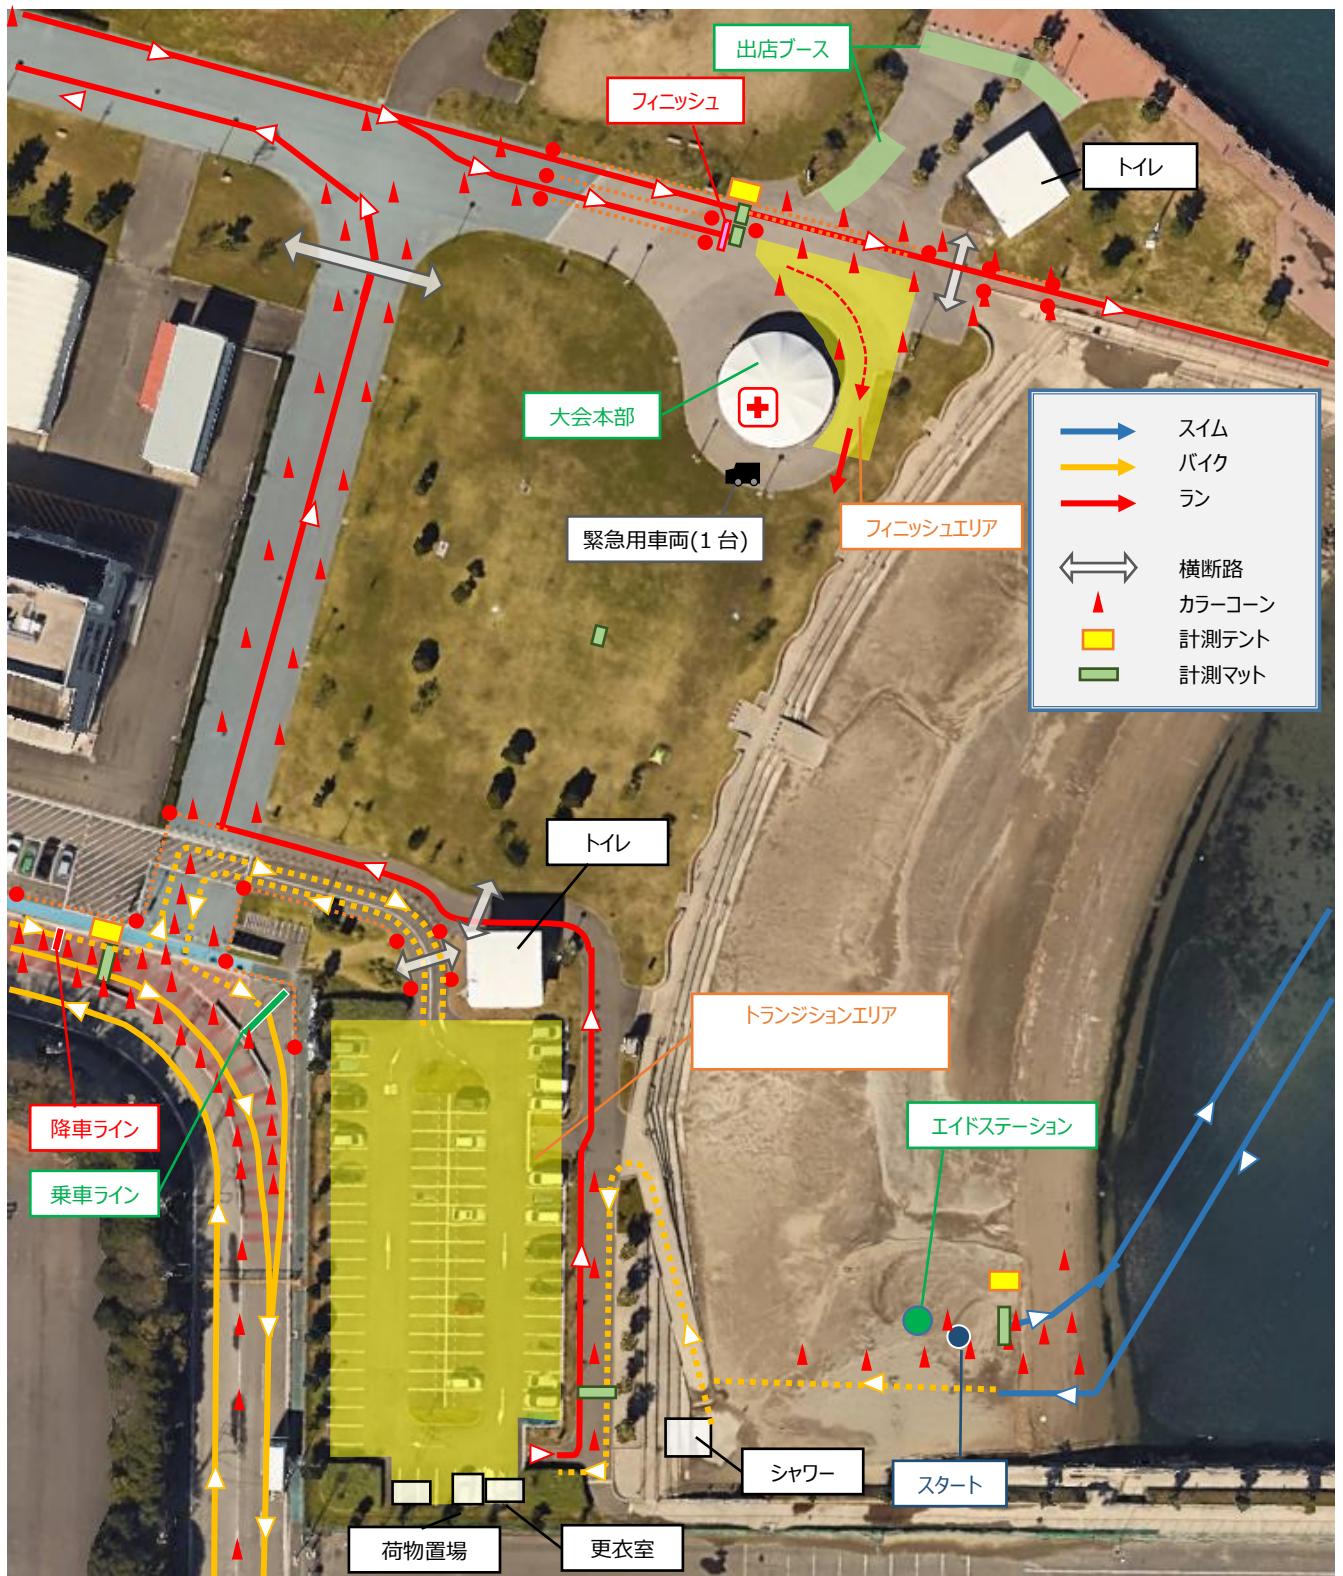 出店ブース
フィニッシュ
トイレ
大会本部
緊急用車両(1台)
フィニッシュエリア
スイム
バイク
ラン
横断路
カラーコーン
計測テント
計測マット
トイレ
トランジションエリア
降車ライン
乗車ライン
エイドステーション
シャワー
スタート
荷物置場
更衣室